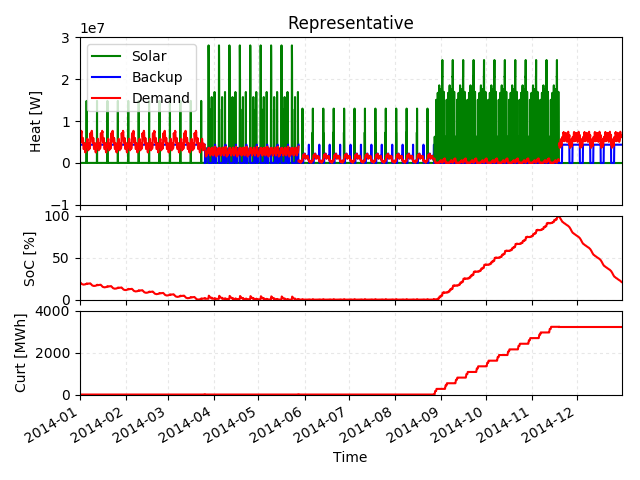 Representative
1e7
3
2
1
0
−1
Heat [W]
Solar
Backup
Demand
100
50
0
SoC [%]
4000
2000
0
Curt [MWh]
2014-01
2014-02
2014-03
2014-04
2014-05
2014-06
2014-07
2014-08
2014-09
2014-10
2014-11
2014-12
Time